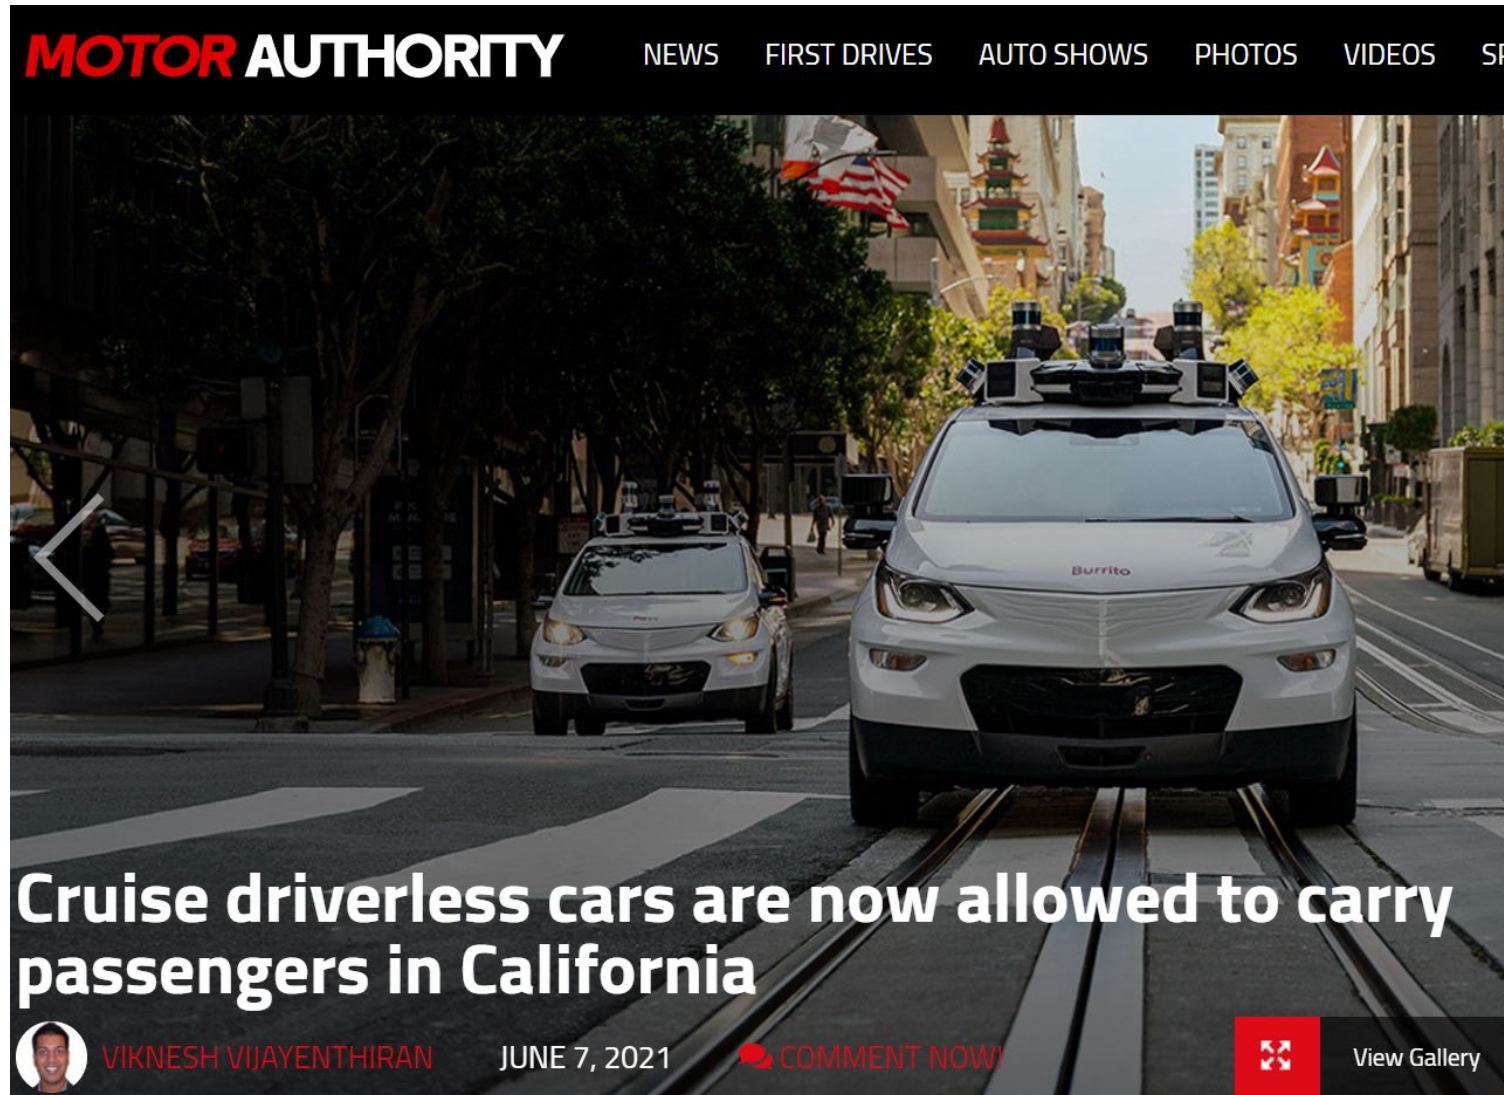 MOTOR AUTHORITY
NEWS FIRST DRIVES AUTO SHOWS PHOTOS VIDEOS
Burrito
Cruise driverless cars are now allowed to carry
passengers in California
VIKNESH VIJAYENTHIRAN JUNE 7, 2021 COMMENT NOW!
View Gallery